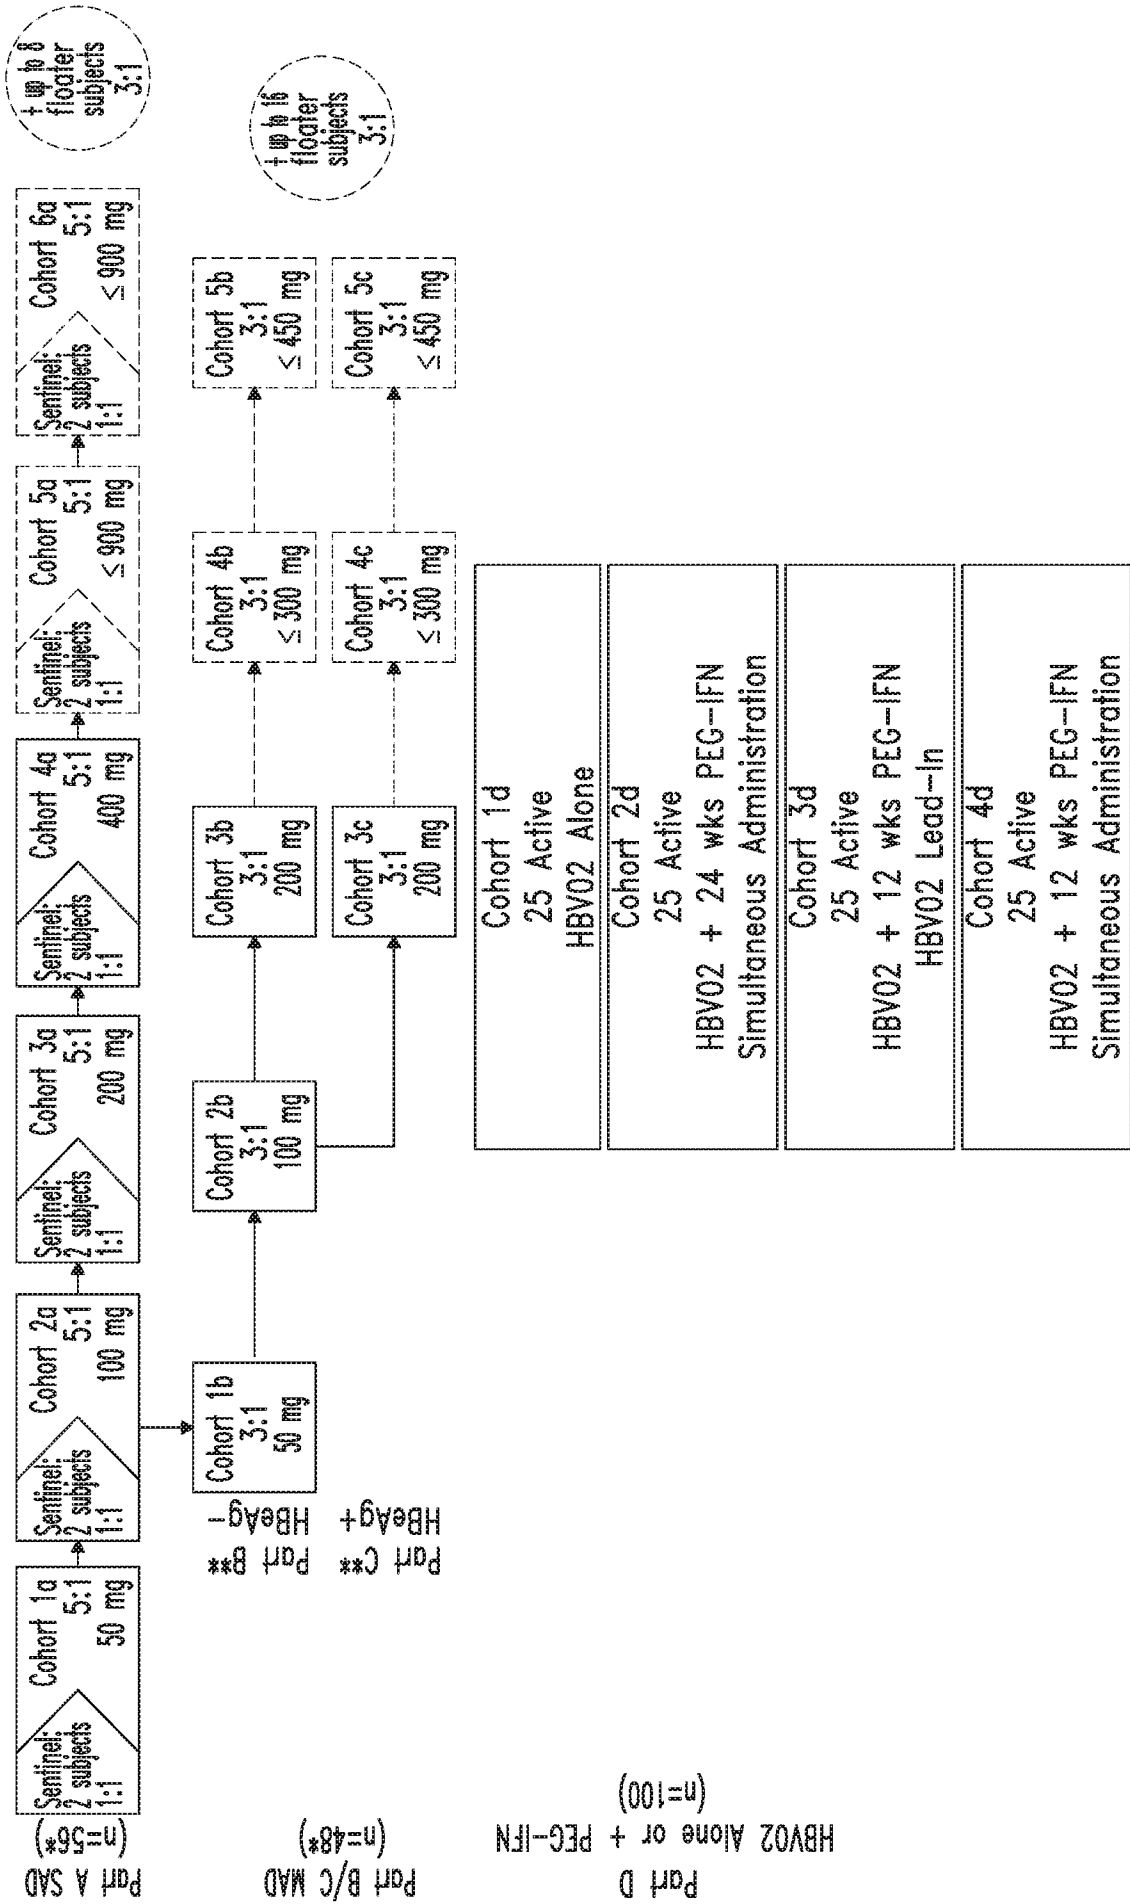 Part A SAD
(n=56*)
Sentinel:
2 subjects
1:1
Cohort 1a
5:1
50 mg
Sentinel:
2 subjects
1:1
Cohort 2a
5:1
100 mg
Sentinel:
2 subjects
1:1
Cohort 3a
5:1
200 mg
Sentinel:
2 subjects
1:1
Cohort 4a
5:1
400 mg
Sentinel:
2 subjects
1:1
Cohort 5a
5:1
≤ 900 mg
Sentinel:
2 subjects
1:1
Cohort 6a
5:1
≤ 900 mg
+ up to 8
floater
subjects
3:1
Part B/C MAD
(n=48*)
Part B**
HBeAg-
Cohort 1b
3:1
50 mg
Cohort 2b
3:1
100 mg
Cohort 3b
3:1
200 mg
Cohort 4b
3:1
≤ 300 mg
Cohort 5b
3:1
≤ 450 mg
Part C**
HBeAg+
Cohort 3c
3:1
200 mg
Cohort 4c
3:1
≤ 300 mg
Cohort 5c
3:1
≤ 450 mg
+ up to 16
floater
subjects
3:1
Part D
HBV02 Alone or + PEG-IFN
(n=100)
Cohort 1d
25 Active
HBV02 Alone
Cohort 2d
25 Active
HBV02 + 24 wks PEG-IFN
Simultaneous Administration
Cohort 3d
25 Active
HBV02 + 12 wks PEG-IFN
HBV02 Lead-In
Cohort 4d
25 Active
HBV02 + 12 wks PEG-IFN
Simultaneous Administration